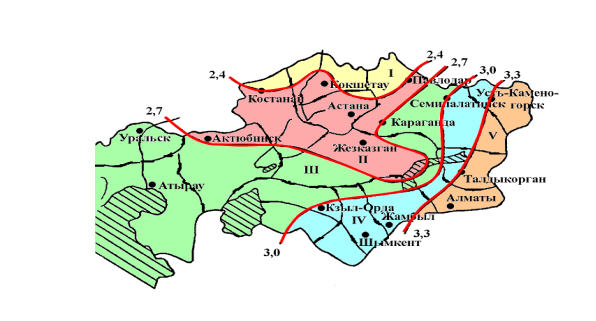 2,4
2,7
3,0
3,3
2,4
I
Кокшетау
Павлодар
Костанай
Семипалатинск
Усть-Камено-
горск
Астана
2,7
Караганда
Уральск
Актюбинск
Жезказган
II
V
III
Талдыкорган
Атырау
Алматы
Кзыл-Орда
IV
Жамбыл
Шымкент
3,3
3,0